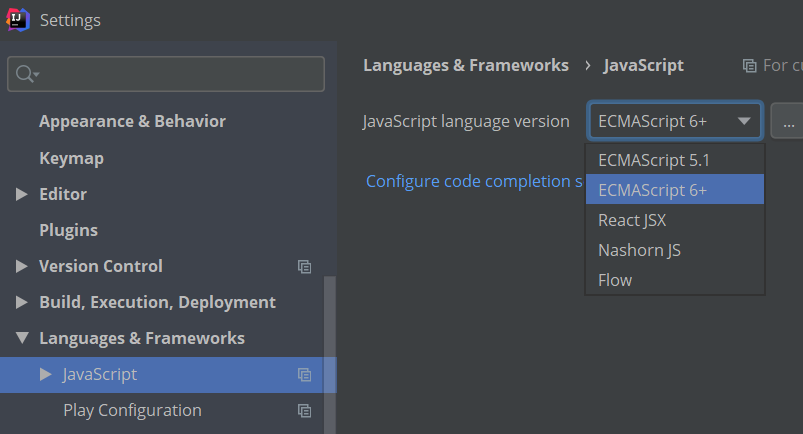 IJ
Settings
Appearance & Behavior
Keymap
Editor
Plugins
Version Control
Build, Execution, Deployment
Languages & Frameworks
JavaScript
Play Configuration
Languages & Frameworks › JavaScript For cu
JavaScript language version ECMAScript 6+ ...
Configure code completion s
ECMAScript 5.1
ECMAScript 6+
React JSX
Nashorn JS
Flow